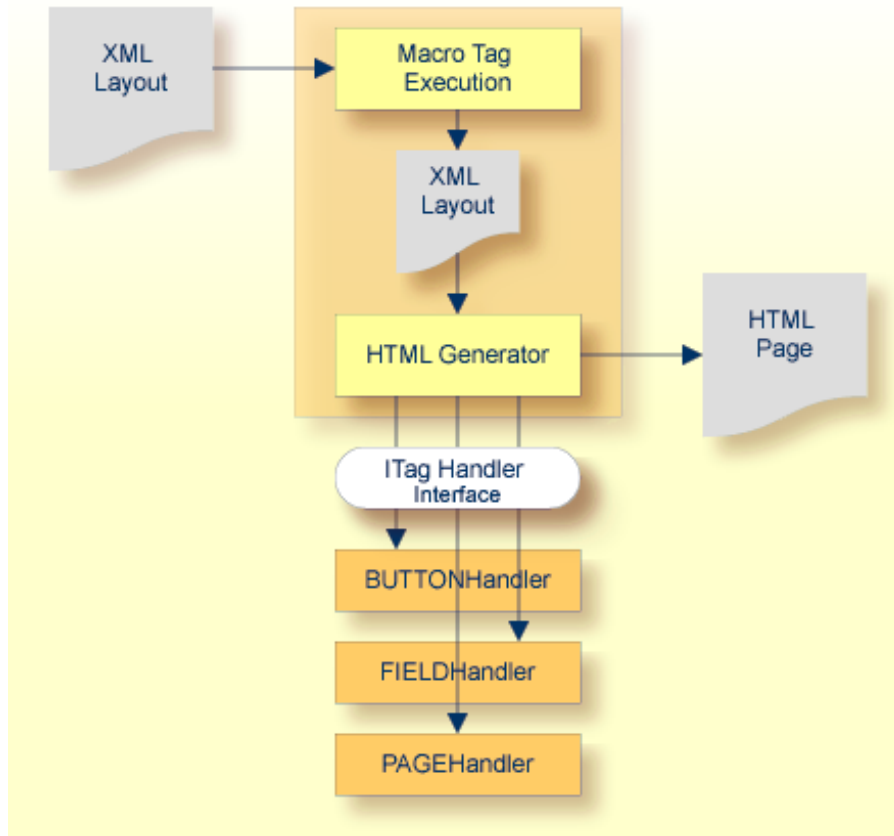 XML
Layout
Macro Tag
Execution
XML
Layout
HTML Generator
HTML
Page
ITag Handler
Interface
BUTTONHandler
FIELDHandler
PAGEHandler